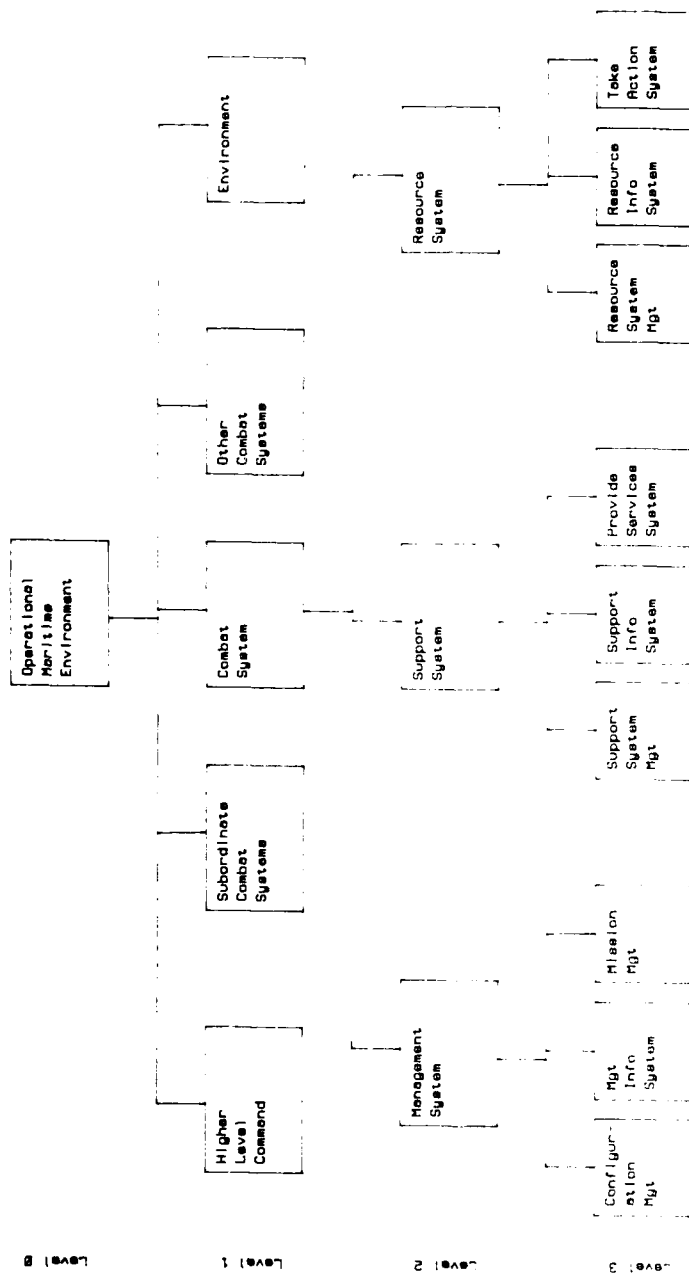 Level 0
Operational
Maritime
Environment
Level 1
Higher
Level
Command
Subordinate
Combat
Systems
Combat
System
Other
Combat
Systems
Environment
Level 2
Management
System
Support
System
Resource
System
Level 3
Configur-
ation
Mgt
Mgt
Info
System
Mission
Mgt
Support
System
Mgt
Support
Info
System
Provide
Services
System
Resource
System
Mgt
Resource
Info
System
Take
Action
System